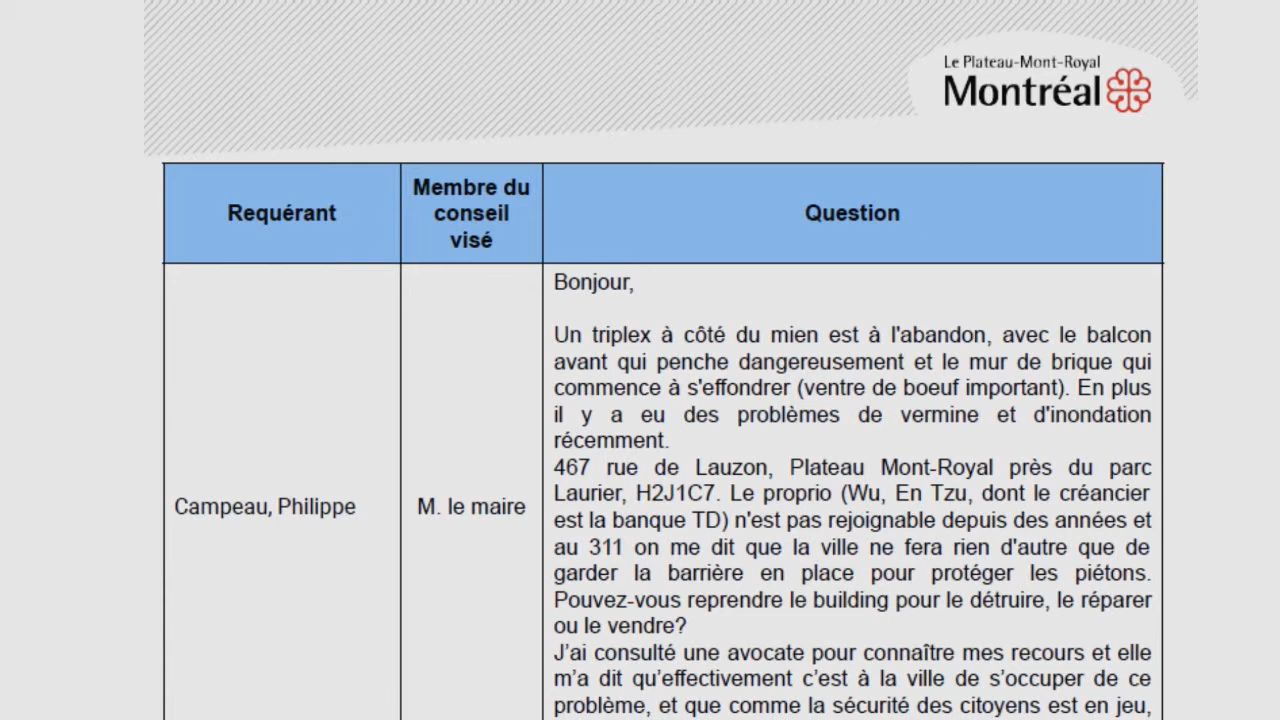 Le Plateau-Mont-Royal
Montréal
Requérant
Membre du
conseil
visé
Question
Campeau, Philippe
M. le maire
Bonjour,
Un triplex à côté du mien est à l'abandon, avec le balcon
avant qui penche dangereusement et le mur de brique qui
commence à s'effondrer (ventre de boeuf important). En plus
il y a eu des problèmes de vermine et d'inondation
récemment.
467 rue de Lauzon, Plateau Mont-Royal près du parc
Laurier, H2J1C7. Le proprio (Wu, En Tzu, dont le créancier
est la banque TD) n'est pas rejoignable depuis des années et
au 311 on me dit que la ville ne fera rien d'autre que de
garder la barrière en place pour protéger les piétons.
Pouvez-vous reprendre le building pour le détruire, le réparer
ou le vendre?
J’ai consulté une avocate pour connaître mes recours et elle
m’a dit qu’effectivement c’est à la ville de s’occuper de ce
problème, et que comme la sécurité des citoyens est en jeu,